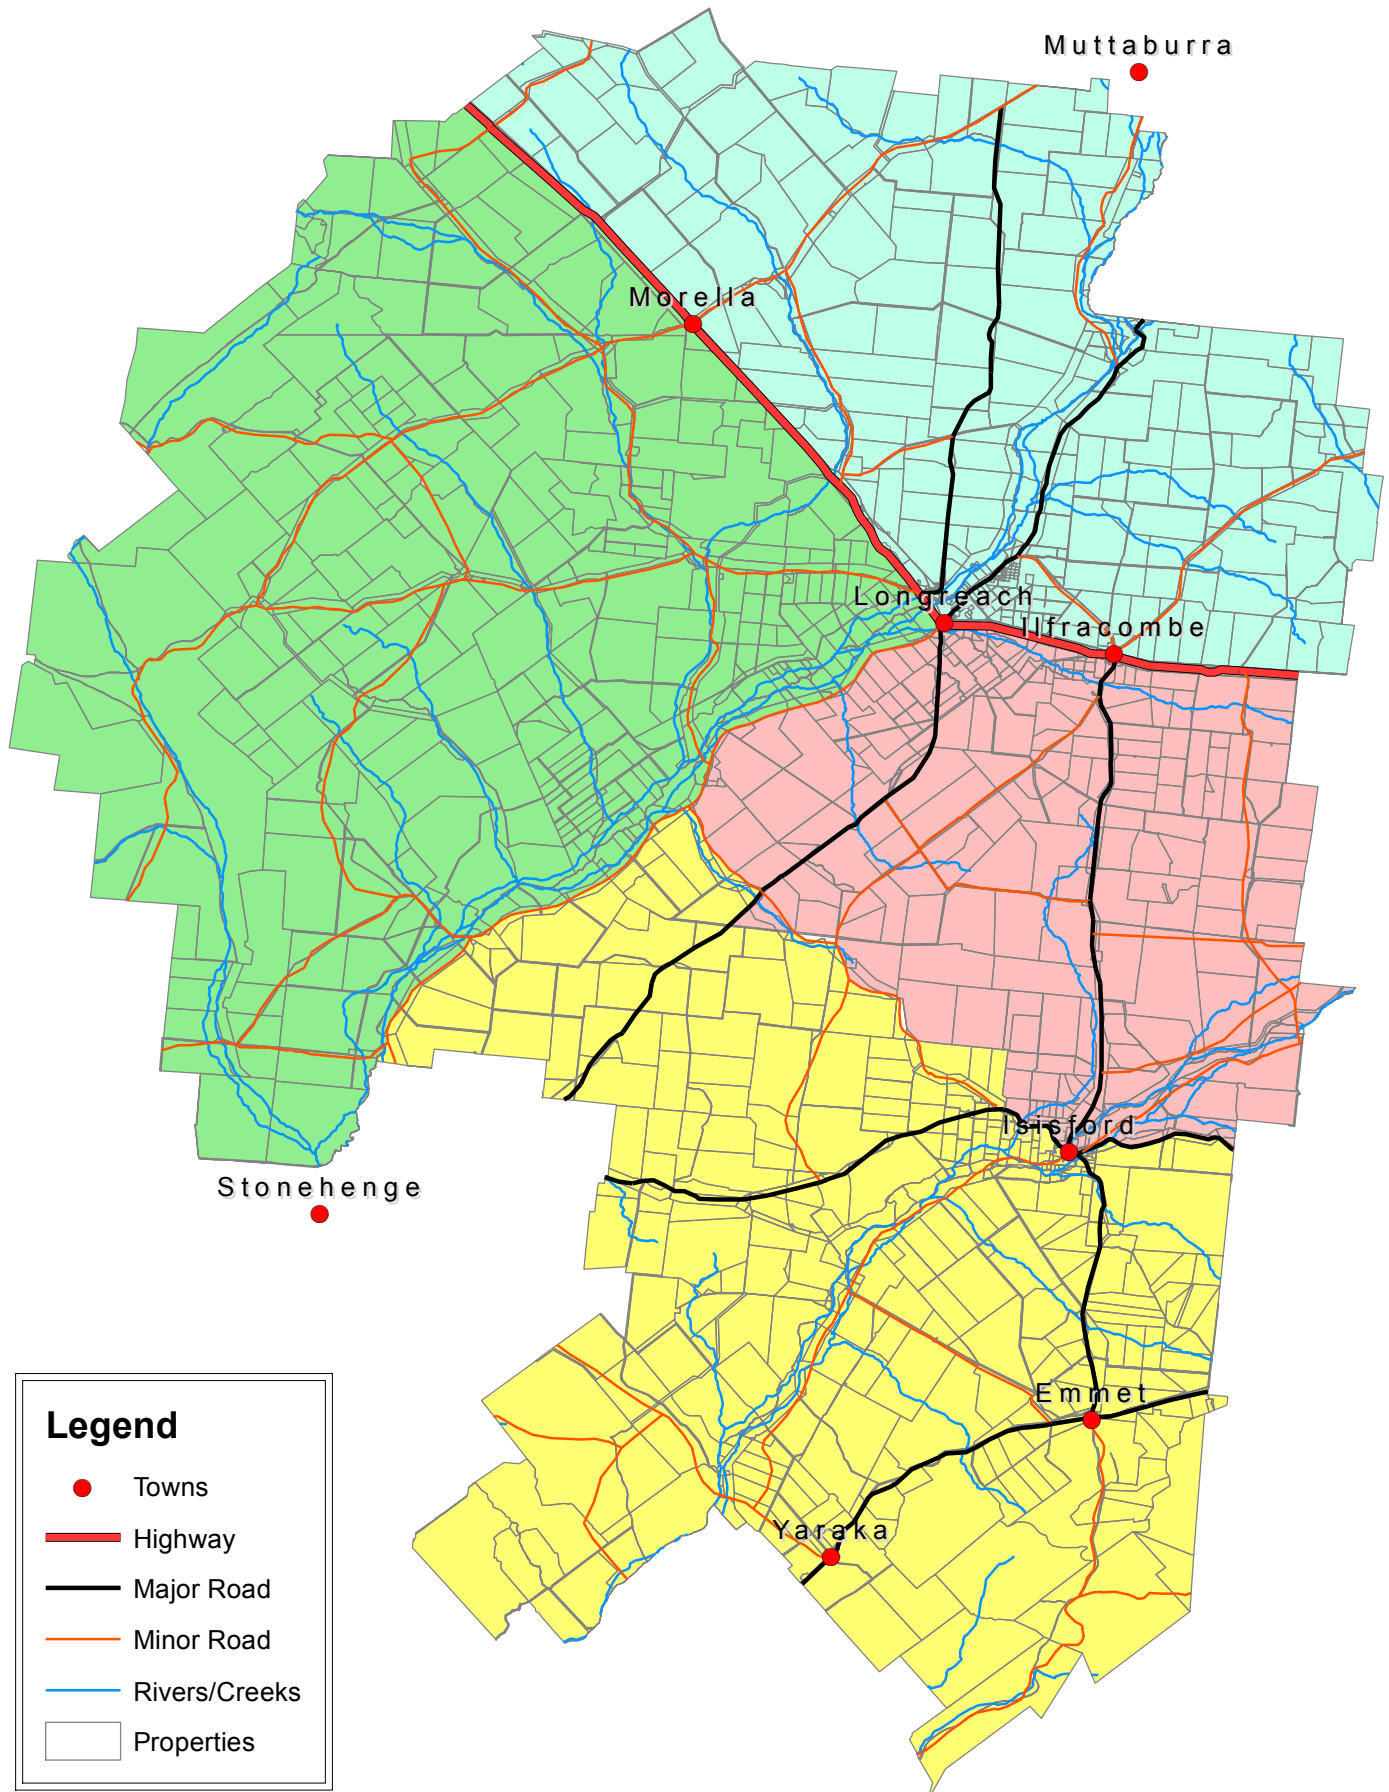 Muttaburra
Morella
Longreach
Ilfracombe
Isisford
Stonehenge
Emmet
Yaraka
Legend
Towns
Highway
Major Road
Minor Road
Rivers/Creeks
Properties